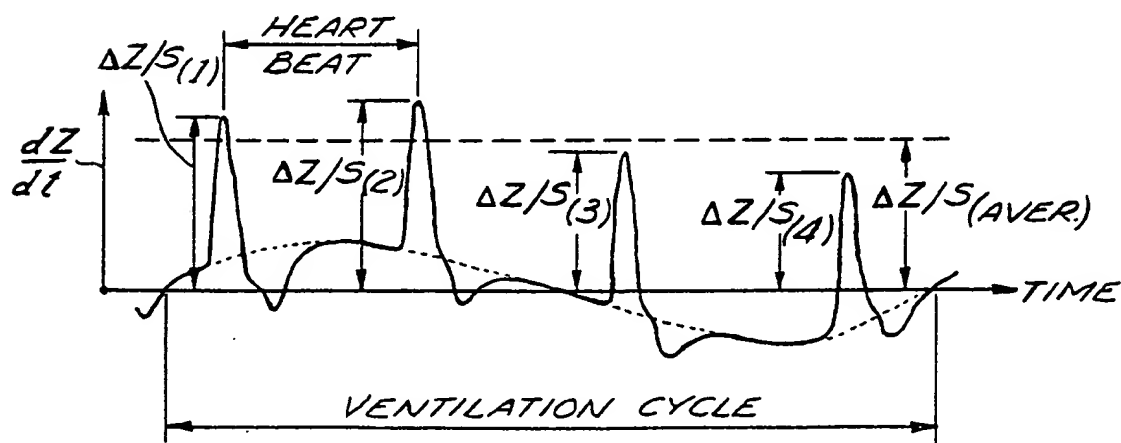 HEART
BEAT
ΔZ/S(1)
dZ
dt
ΔZ/S(2)
ΔZ/S(3)
ΔZ/S(4)
ΔZ/S(AVER.)
TIME
VENTILATION CYCLE